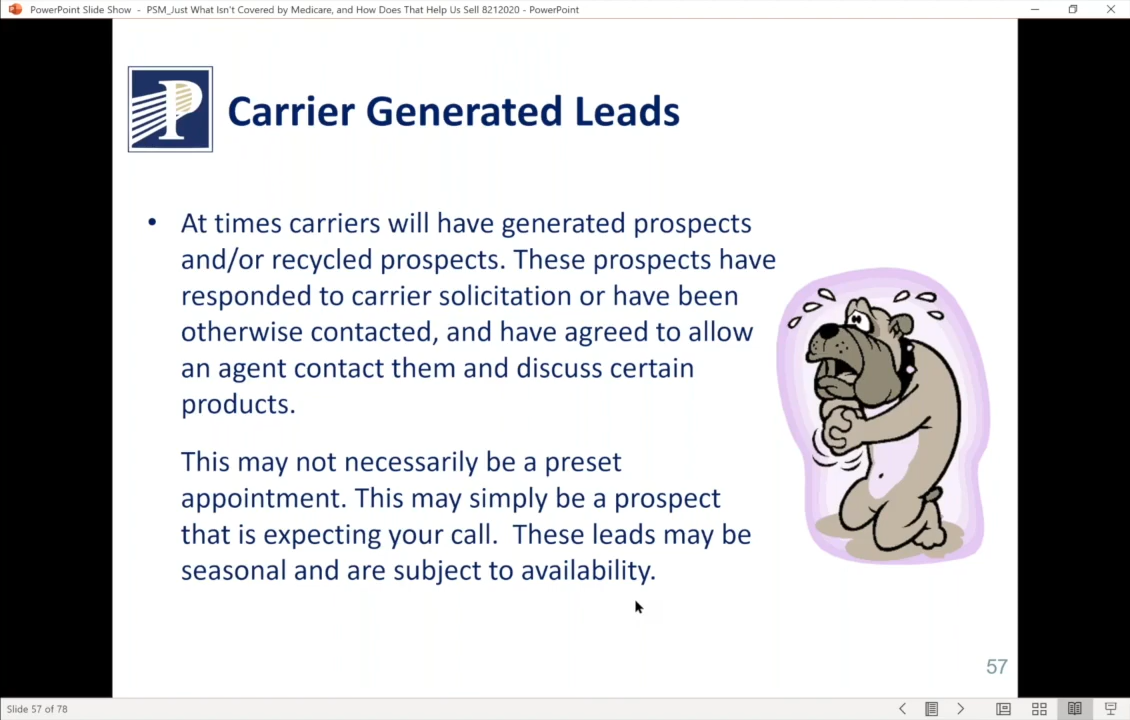 PowerPoint Slide Show - PSM_Just What Isn't Covered by Medicare, and How Does That Help Us Sell 8212020 - PowerPoint
P
Carrier Generated Leads
• At times carriers will have generated prospects
and/or recycled prospects. These prospects have
responded to carrier solicitation or have been
otherwise contacted, and have agreed to allow
an agent contact them and discuss certain
products.
This may not necessarily be a preset
appointment. This may simply be a prospect
that is expecting your call. These leads may be
seasonal and are subject to availability.
57
Slide 57 of 78